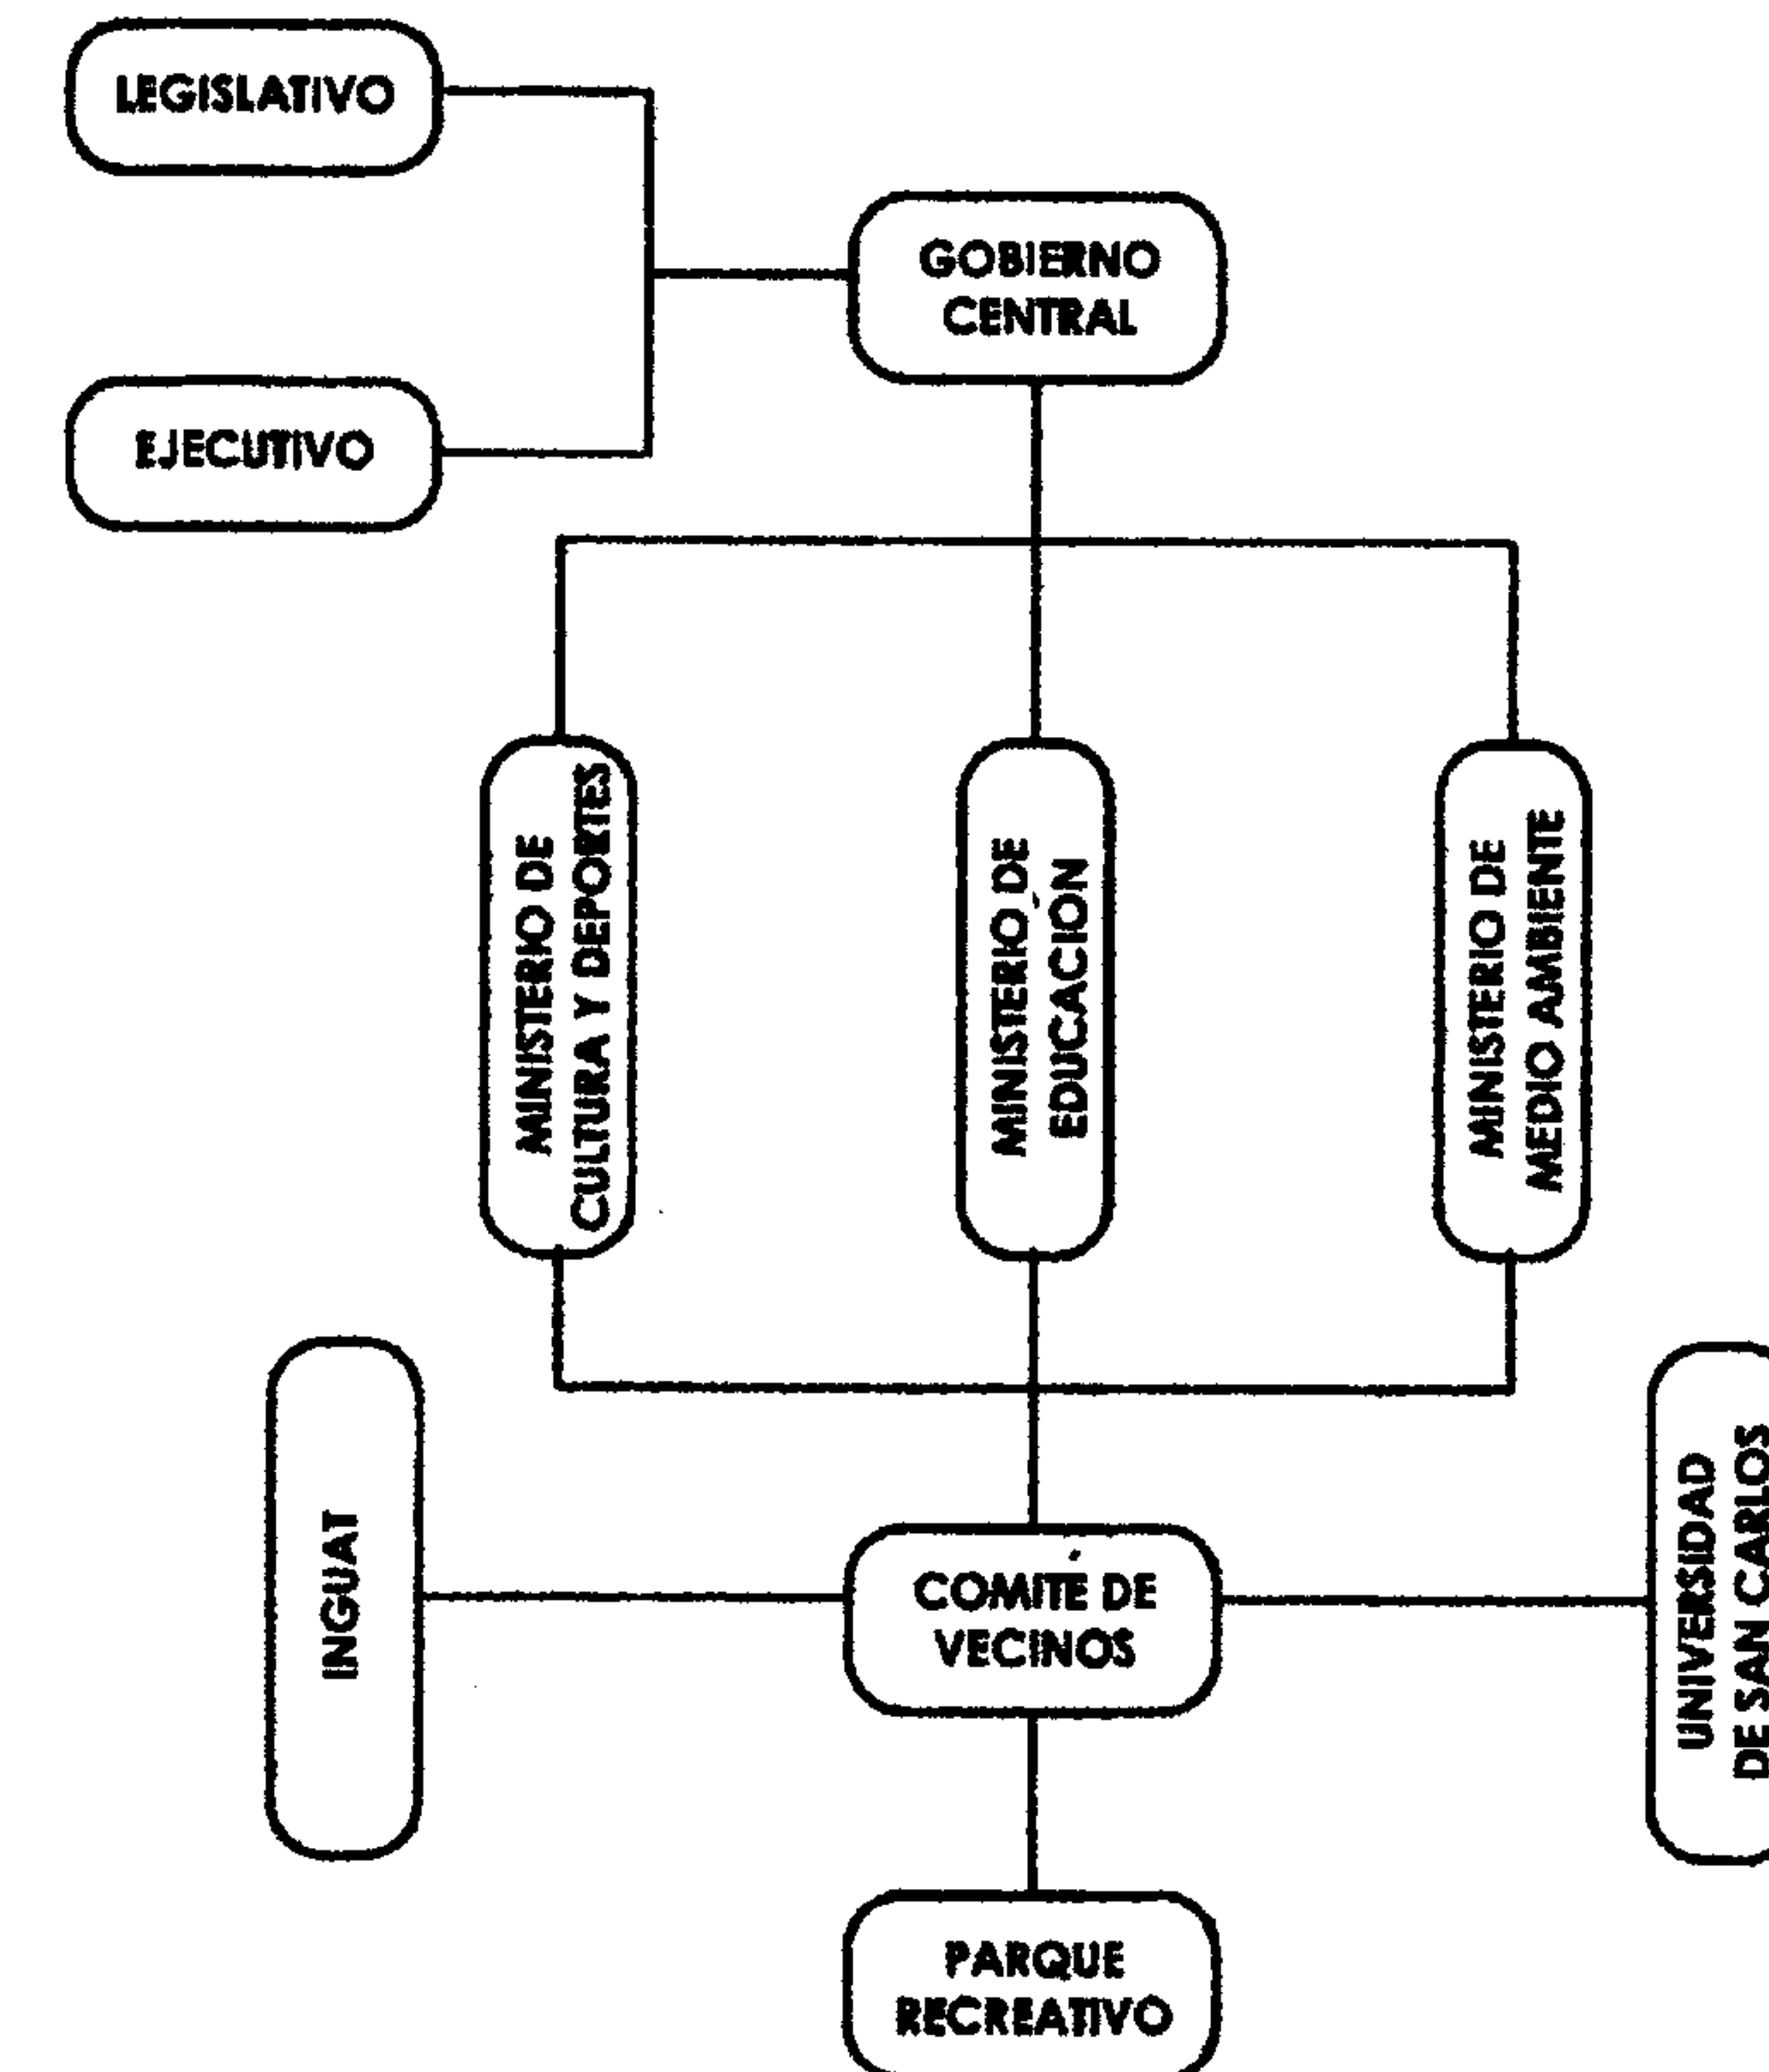 LEGISLATIVO
GOBIERNO
CENTRAL
EJECUTIVO
MINISTERIO DE
CULTURA Y DEPORTES
MINISTERIO DE
EDUCACIÓN
MINISTERIO DE
MEDIO AMBIENTE
INGUAT
COMITÉ DE
VECINOS
UNIVERSIDAD
DE SAN CARLOS
PARQUE
RECREATIVO